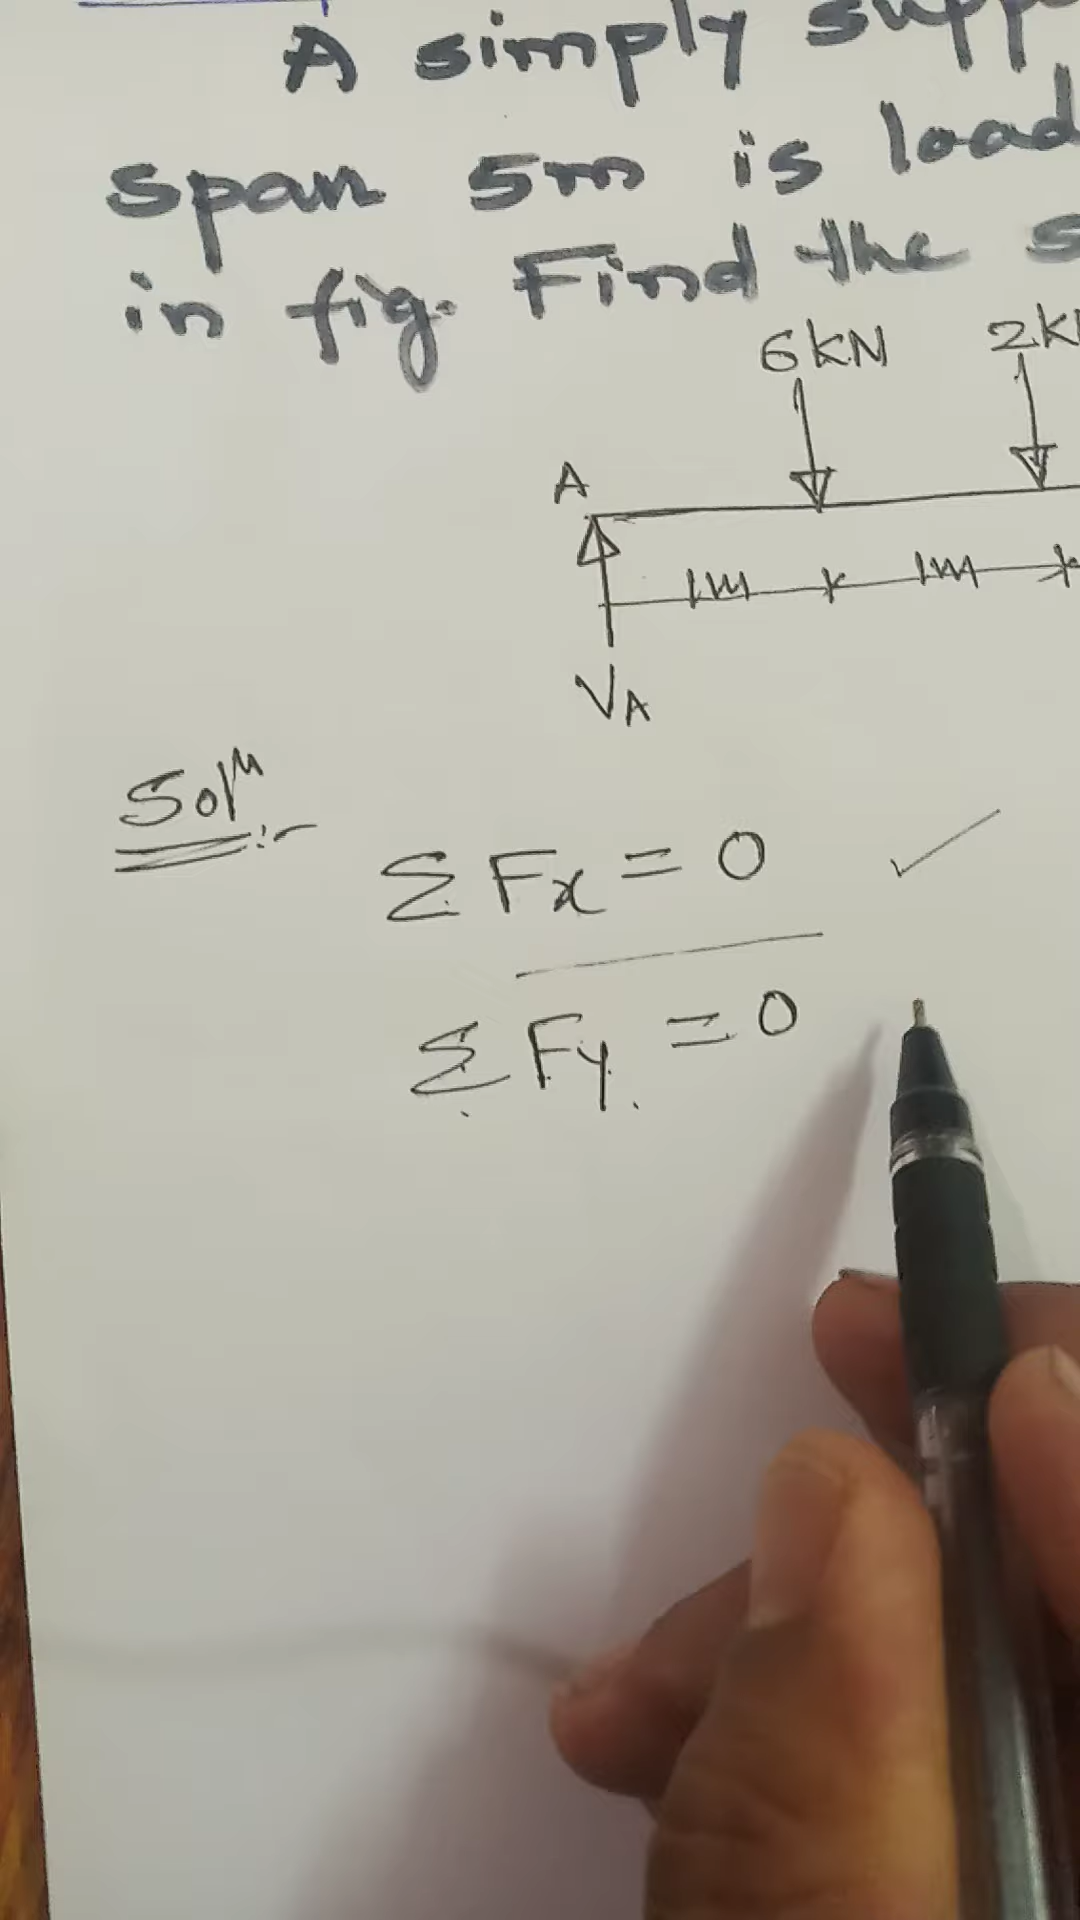 A simply supp
span 5m is load
in fig. Find the s
6kN 2k
A
1m 1m
VA
Solⁿ:-
ΣFx = 0
ΣFy = 0